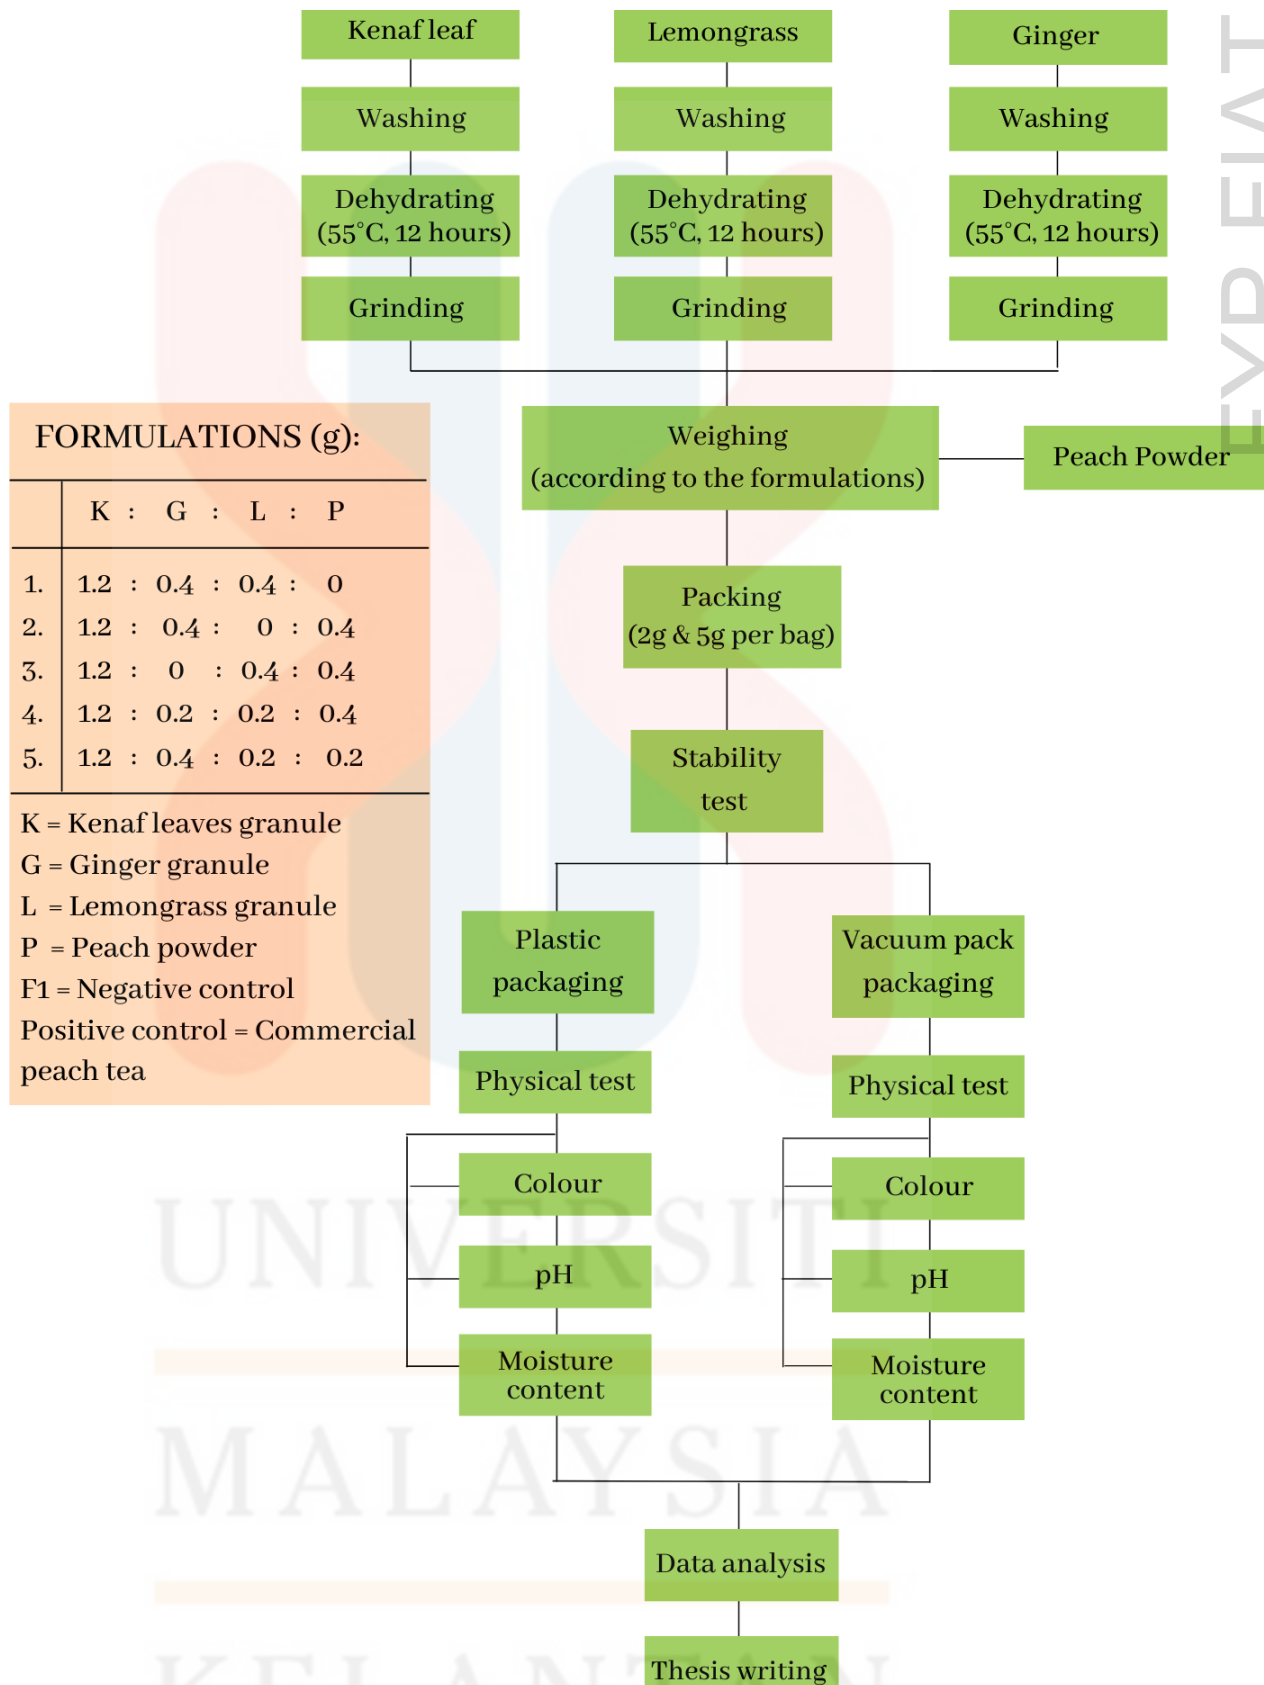 Kenaf leaf
Lemongrass
Ginger
Washing
Washing
Washing
Dehydrating
(55°C, 12 hours)
Dehydrating
(55°C, 12 hours)
Dehydrating
(55°C, 12 hours)
Grinding
Grinding
Grinding
FYP FIAT
Weighing
(according to the formulations)
Peach Powder
FORMULATIONS (g):
K : G : L : P
1. 1.2 : 0.4 : 0.4 : 0
2. 1.2 : 0.4 : 0 : 0.4
3. 1.2 : 0 : 0.4 : 0.4
4. 1.2 : 0.2 : 0.2 : 0.4
5. 1.2 : 0.4 : 0.2 : 0.2
K = Kenaf leaves granule
G = Ginger granule
L = Lemongrass granule
P = Peach powder
F1 = Negative control
Positive control = Commercial
peach tea
Packing
(2g & 5g per bag)
Stability
test
Plastic
packaging
Vacuum pack
packaging
Physical test
Physical test
Colour
Colour
pH
pH
Moisture
content
Moisture
content
Data analysis
Thesis writing
UNIVERSITI
MALAYSIA
KELANTAN